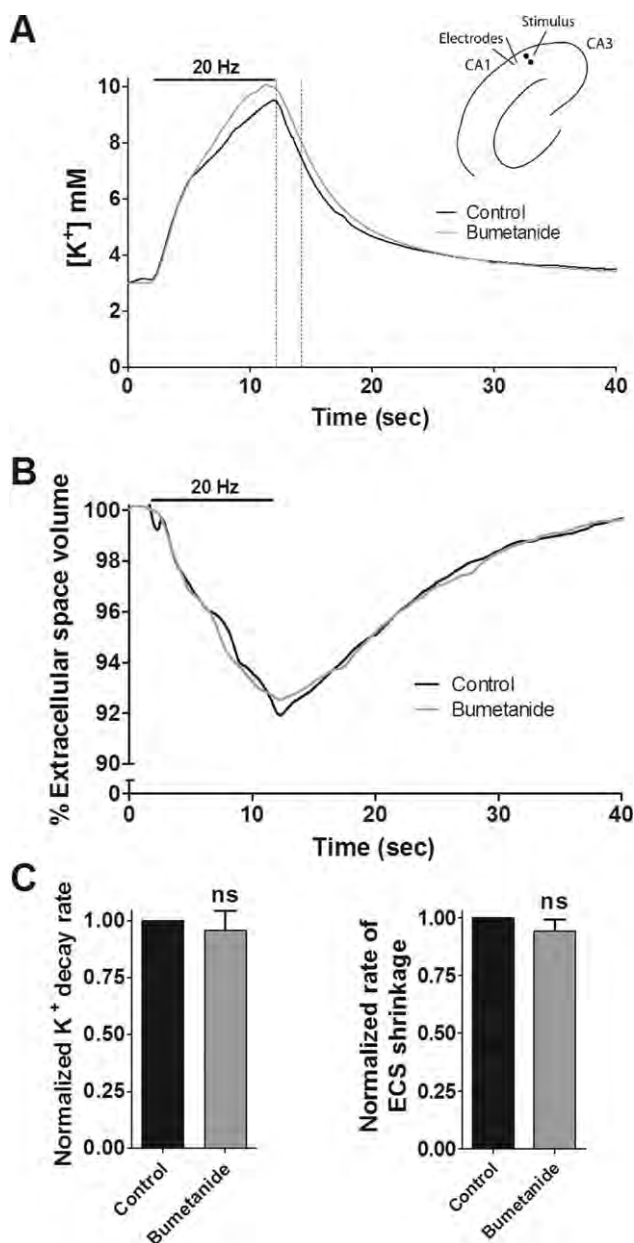 A
20 Hz
Electrodes
Stimulus
CA1
CA3
[K⁺] mM
10
8
6
4
2
0
Control
Bumetanide
0
10
20
30
40
Time (sec)
B
20 Hz
% Extracellular space volume
100
98
96
94
92
90
0
Control
Bumetanide
0
10
20
30
40
Time (sec)
C
Normalized K⁺ decay rate
1.00
0.75
0.50
0.25
0.00
ns
Control
Bumetanide
Normalized rate of
ECS shrinkage
1.00
0.75
0.50
0.25
0.00
ns
Control
Bumetanide